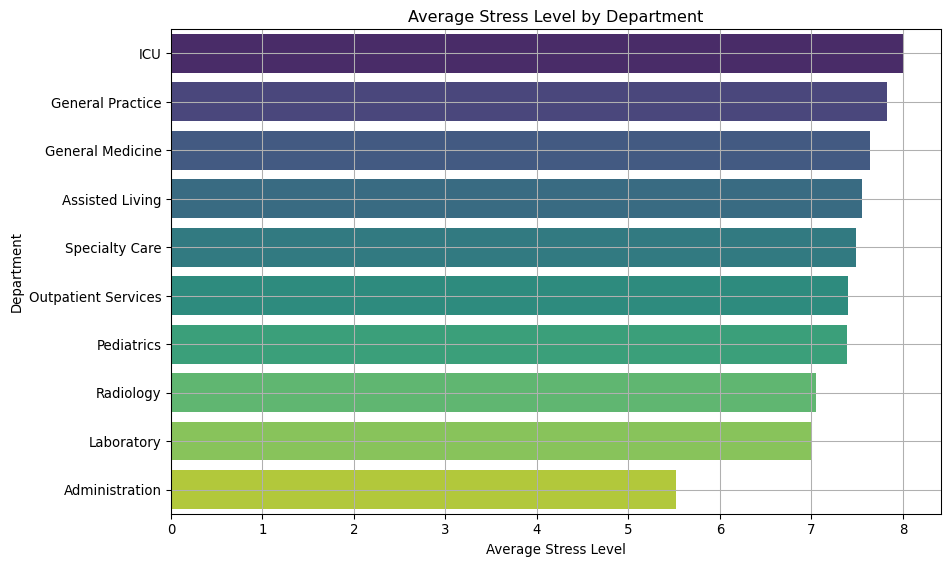 Average Stress Level by Department
Department
ICU
General Practice
General Medicine
Assisted Living
Specialty Care
Outpatient Services
Pediatrics
Radiology
Laboratory
Administration
0 1 2 3 4 5 6 7 8
Average Stress Level